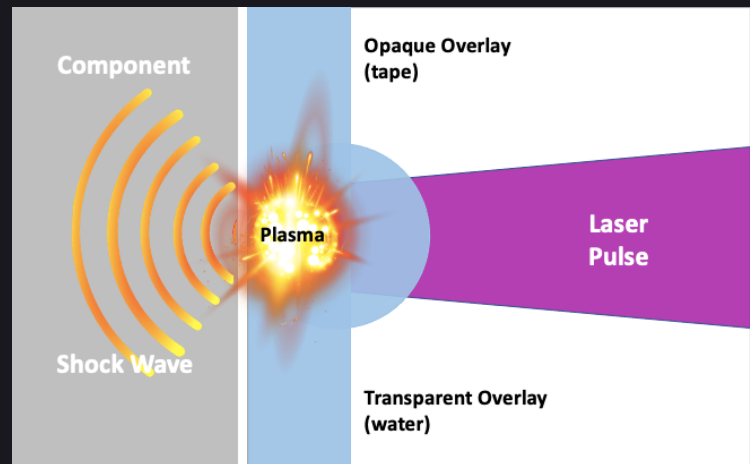 Component
Opaque Overlay
(tape)
Plasma
Laser
Pulse
Shock Wave
Transparent Overlay
(water)